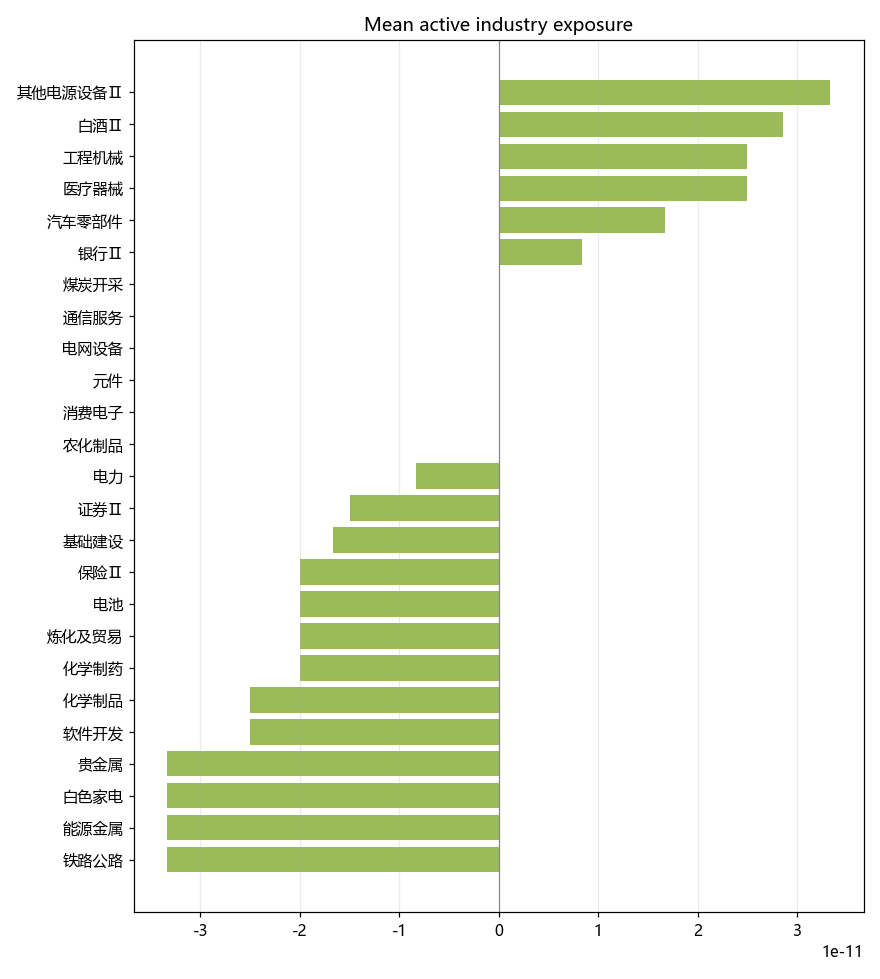 Mean active industry exposure
其他电源设备Ⅱ
白酒Ⅱ
工程机械
医疗器械
汽车零部件
银行Ⅱ
煤炭开采
通信服务
电网设备
元件
消费电子
农化制品
电力
证券Ⅱ
基础建设
保险Ⅱ
电池
炼化及贸易
化学制药
化学制品
软件开发
贵金属
白色家电
能源金属
铁路公路
-3 -2 -1 0 1 2 3
1e-11